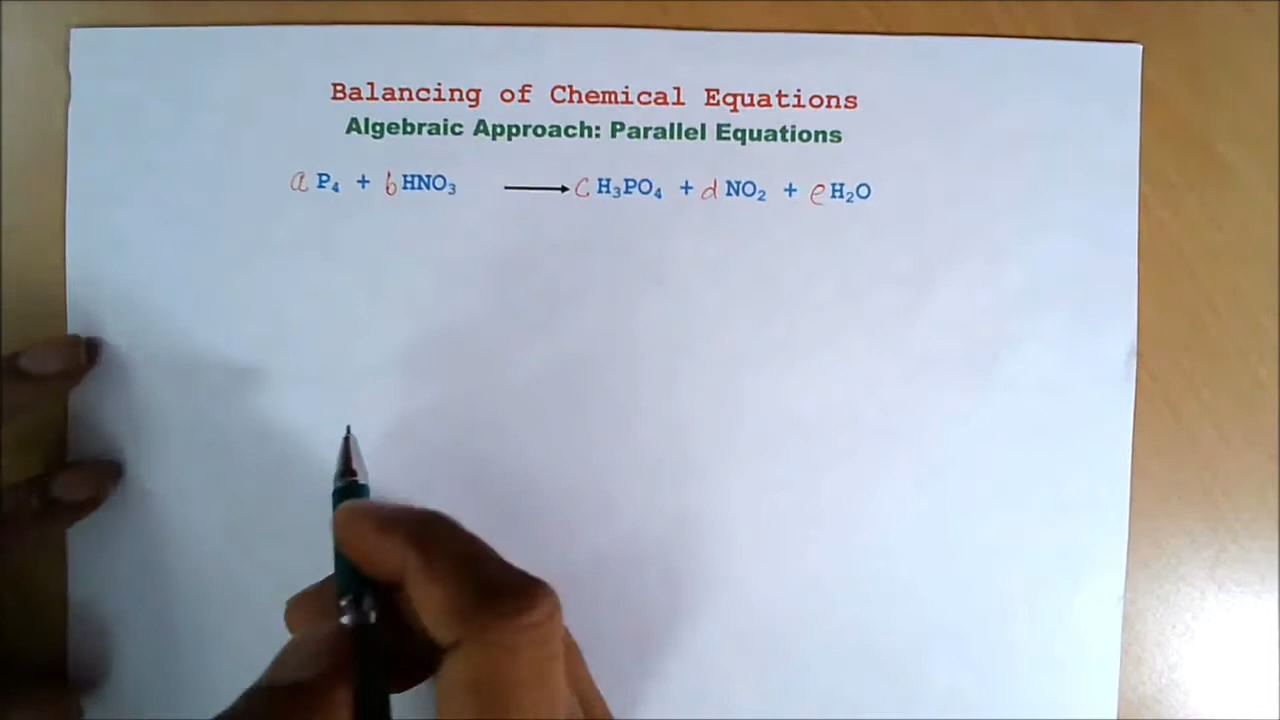 Balancing of Chemical Equations
Algebraic Approach: Parallel Equations
a P₄ + b HNO₃ ⟶ c H₃PO₄ + d NO₂ + e H₂O